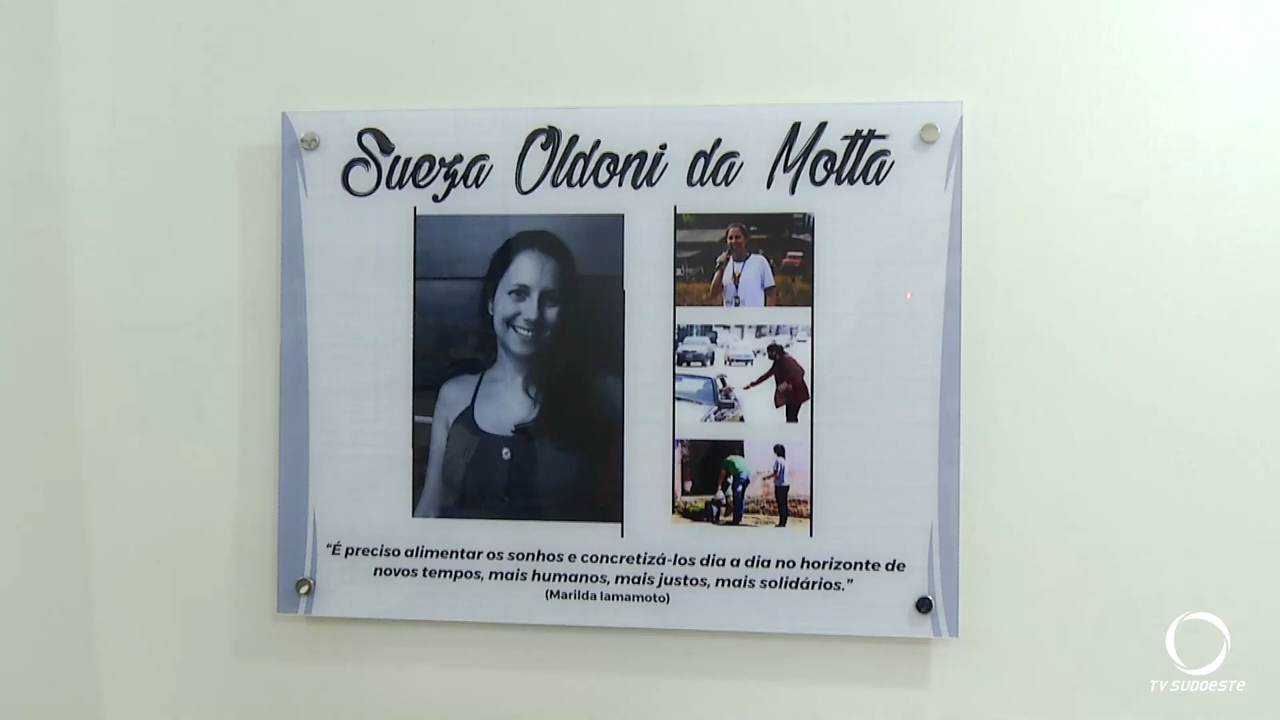 Sueza Oldoni da Motta
“É preciso alimentar os sonhos e concretizá-los dia a dia no horizonte de
novos tempos, mais humanos, mais justos, mais solidários.”
(Marilda Iamamoto)
TV SUDOESTE